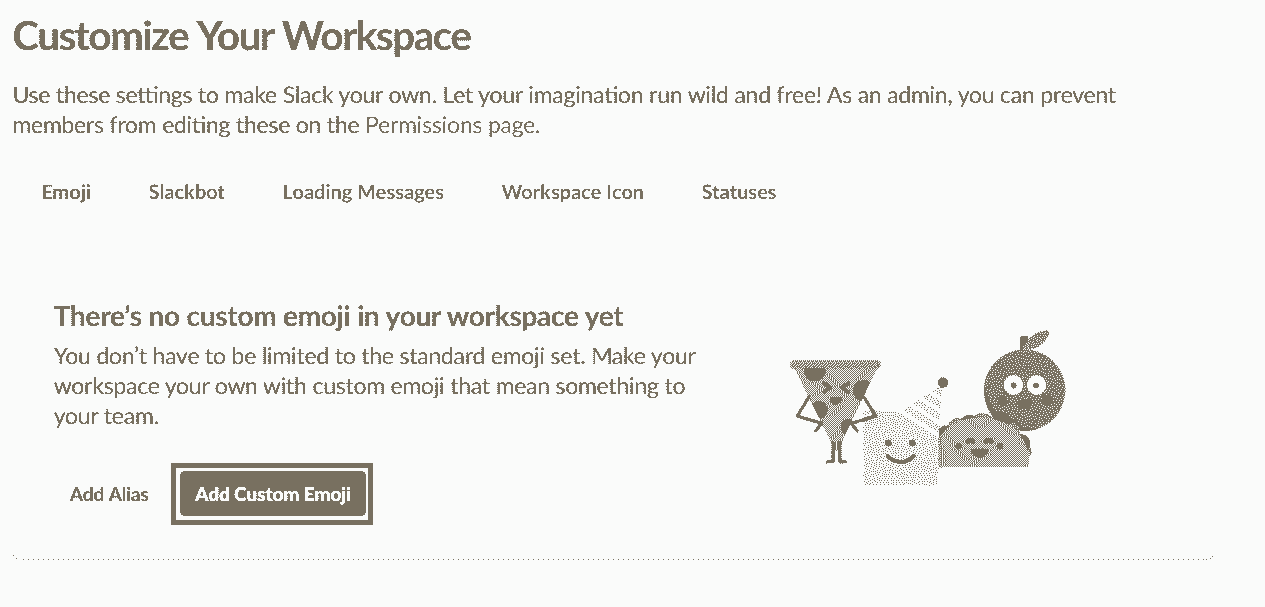 Customize Your Workspace
Use these settings to make Slack your own. Let your imagination run wild and free! As an admin, you can prevent
members from editing these on the Permissions page.
Emoji Slackbot Loading Messages Workspace Icon Statuses
There's no custom emoji in your workspace yet
You don't have to be limited to the standard emoji set. Make your
workspace your own with custom emoji that mean something to
your team.
Add Alias Add Custom Emoji